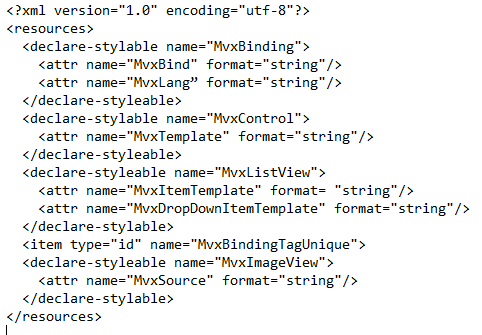 <?xml version="1.0" encoding="utf-8"?>
<resources>
  <declare-stylable name="MvxBinding">
    <attr name="MvxBind" format="string"/>
    <attr name="MvxLang” format="string"/>
  </declare-styleable>
  <declare-stylable name="MvxControl">
    <attr name="MvxTemplate" format="string"/>
  </declare-styleable>
  <declare-styleable name="MvxListView">
    <attr name="MvxItemTemplate" format= "string"/>
    <attr name="MvxDropDownItemTemplate" format="string"/>
  </declare-stylable>
  <item type="id" name="MvxBindingTagUnique">
  <declare-styleable name="MvxImageView">
    <attr name="MvxSource" format="string"/>
  </declare-stylable>
</resources>